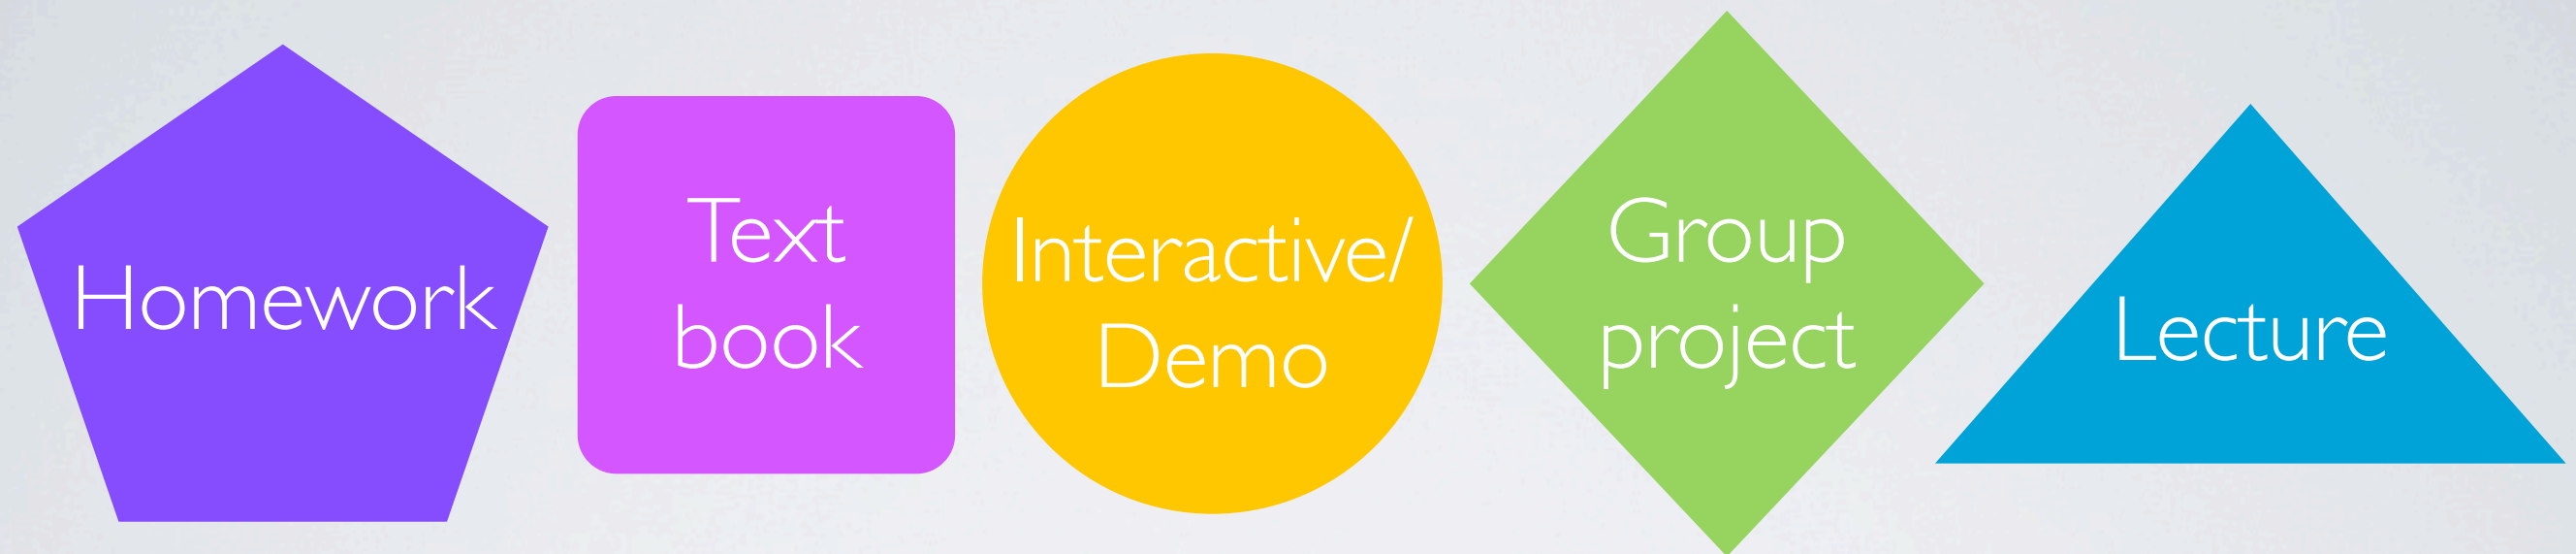 Homework
Text
book
Interactive/
Demo
Group
project
Lecture